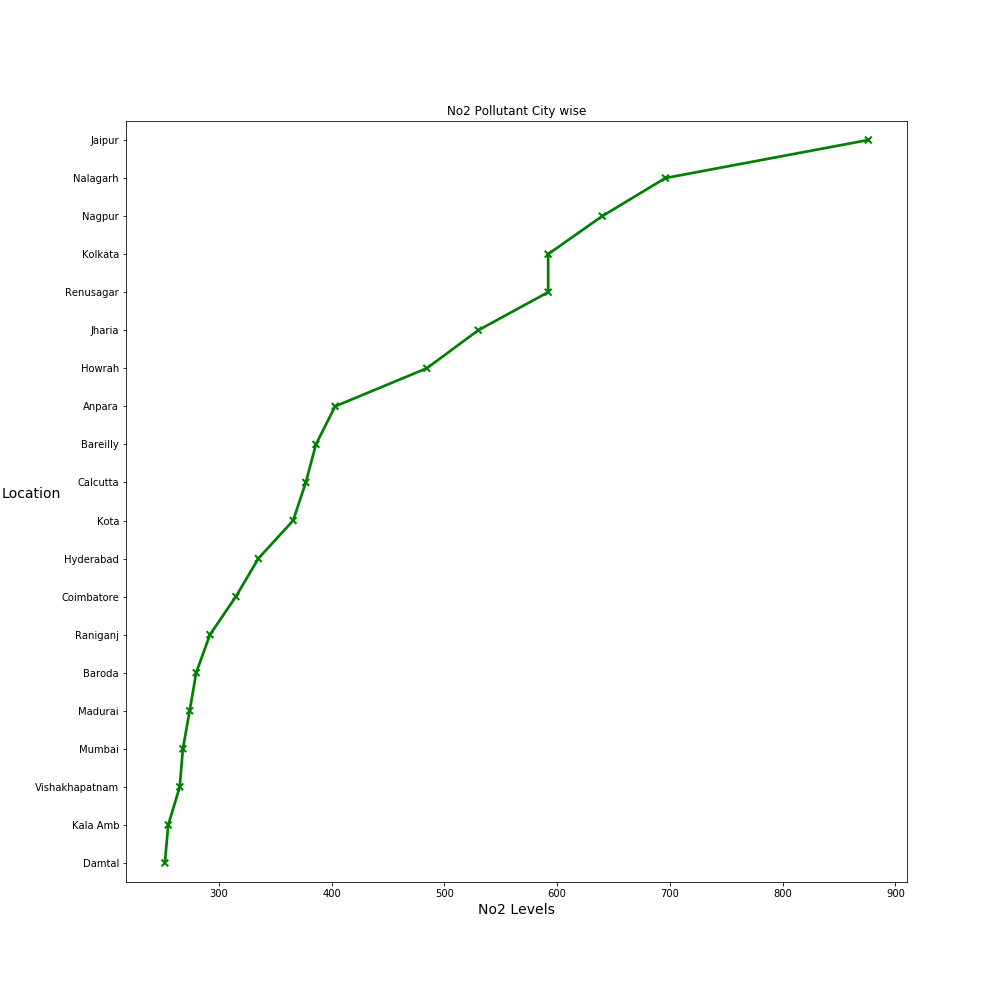 No2 Pollutant City wise
Jaipur
Nalagarh
Nagpur
Kolkata
Renusagar
Jharia
Howrah
Anpara
Bareilly
Calcutta
Location
Kota
Hyderabad
Coimbatore
Raniganj
Baroda
Madurai
Mumbai
Vishakhapatnam
Kala Amb
Damtal
300 400 500 600 700 800 900
No2 Levels